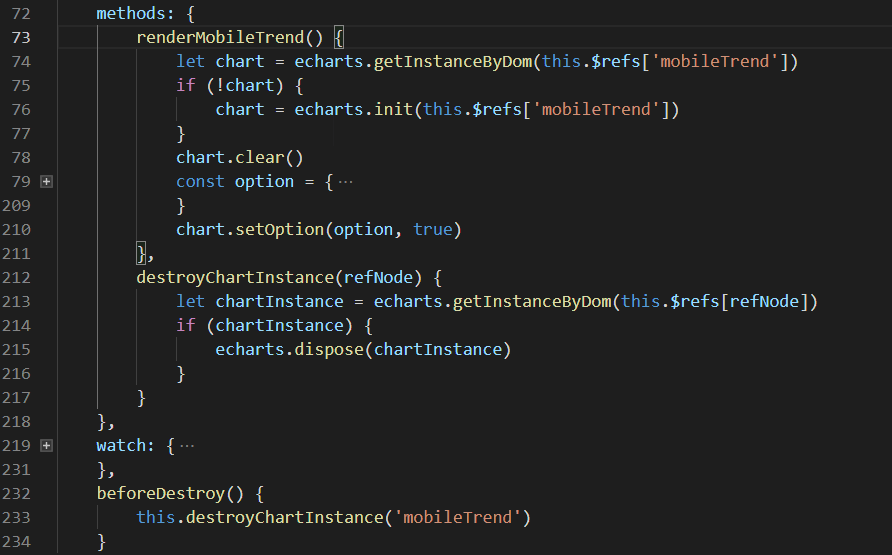 72 methods: {
73 renderMobileTrend() {
74 let chart = echarts.getInstanceByDom(this.$refs['mobileTrend'])
75 if (!chart) {
76 chart = echarts.init(this.$refs['mobileTrend'])
77 }
78 chart.clear()
79 const option = { ···
209 }
210 chart.setOption(option, true)
211 },
212 destroyChartInstance(refNode) {
213 let chartInstance = echarts.getInstanceByDom(this.$refs[refNode])
214 if (chartInstance) {
215 echarts.dispose(chartInstance)
216 }
217 }
218 },
219 watch: { ···
231 },
232 beforeDestroy() {
233 this.destroyChartInstance('mobileTrend')
234 }